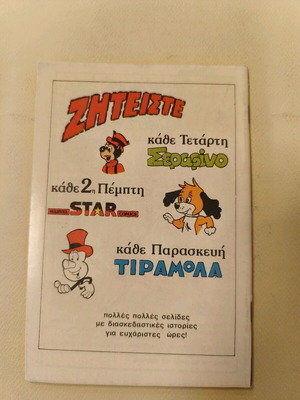 ΖΗΤΕΙΣΤΕ
κάθε Τετάρτη
Σεραφίνο
κάθε 2η Πέμπτη
STAR
COMICS
κάθε Παρασκευή
ΤΙΡΑΜΟΛΑ
πολλές πολλές σελίδες
με διασκεδαστικές ιστορίες
για ευχάριστες ώρες!